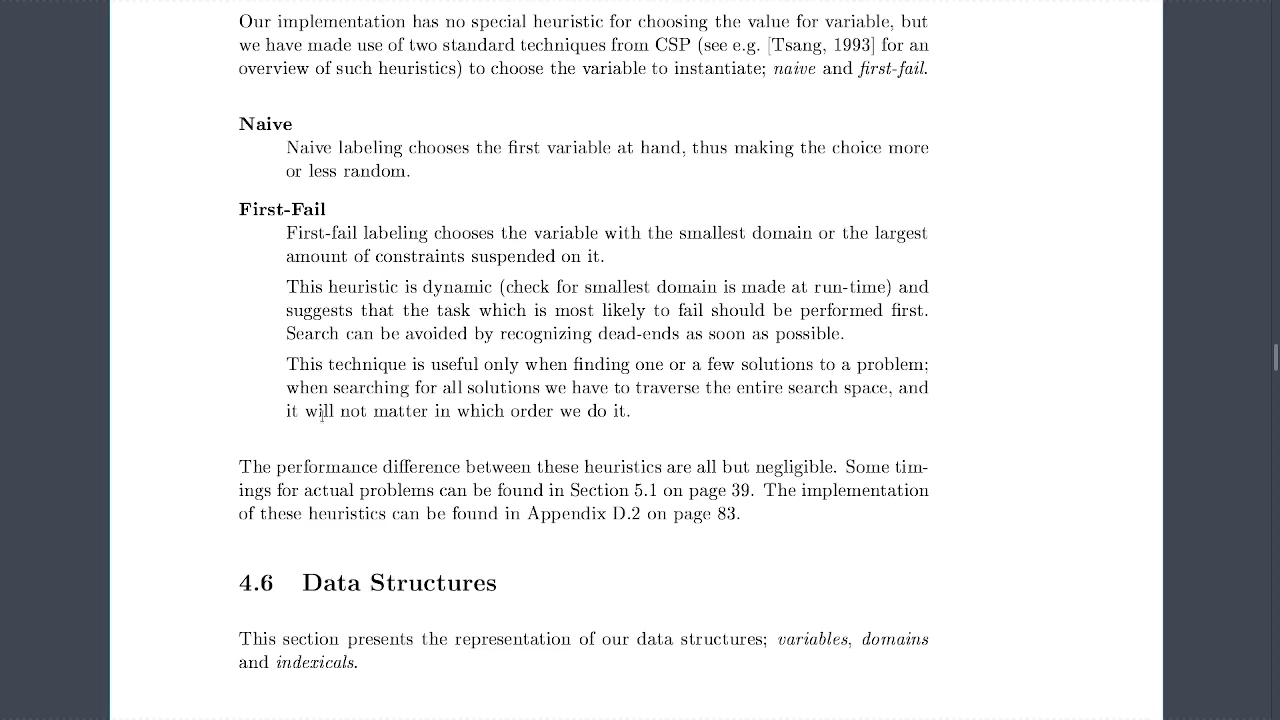 Our implementation has no special heuristic for choosing the value for variable, but
we have made use of two standard techniques from CSP (see e.g. [Tsang, 1993] for an
overview of such heuristics) to choose the variable to instantiate; naive and first-fail.
Naive
Naive labeling chooses the first variable at hand, thus making the choice more
or less random.
First-Fail
First-fail labeling chooses the variable with the smallest domain or the largest
amount of constraints suspended on it.
This heuristic is dynamic (check for smallest domain is made at run-time) and
suggests that the task which is most likely to fail should be performed first.
Search can be avoided by recognizing dead-ends as soon as possible.
This technique is useful only when finding one or a few solutions to a problem;
when searching for all solutions we have to traverse the entire search space, and
it will not matter in which order we do it.
The performance difference between these heuristics are all but negligible. Some tim-
ings for actual problems can be found in Section 5.1 on page 39. The implementation
of these heuristics can be found in Appendix D.2 on page 83.
4.6 Data Structures
This section presents the representation of our data structures; variables, domains
and indexicals.